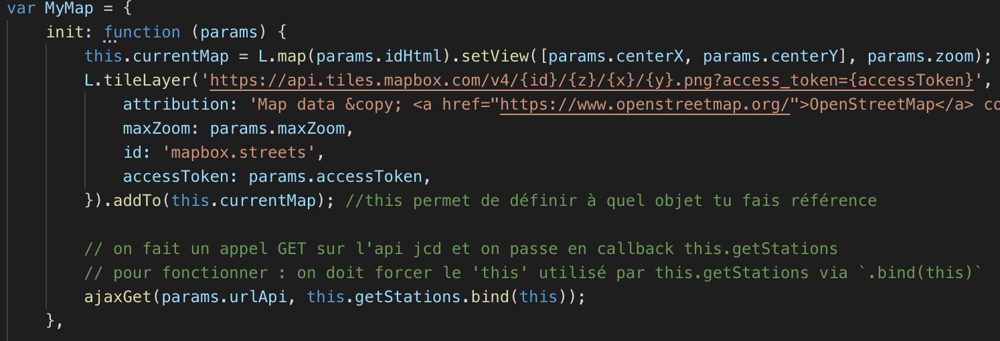 var MyMap = {
init: function (params) {
this.currentMap = L.map(params.idHtml).setView([params.centerX, params.centerY], params.zoom);
L.tileLayer('https://api.tiles.mapbox.com/v4/{id}/{z}/{x}/{y}.png?access_token={accessToken}',
attribution: 'Map data &copy; <a href="https://www.openstreetmap.org/">OpenStreetMap</a> co
maxZoom: params.maxZoom,
id: 'mapbox.streets',
accessToken: params.accessToken,
}).addTo(this.currentMap); //this permet de définir à quel objet tu fais référence
// on fait un appel GET sur l'api jcd et on passe en callback this.getStations
// pour fonctionner : on doit forcer le 'this' utilisé par this.getStations via `.bind(this)`
ajaxGet(params.urlApi, this.getStations.bind(this));
},